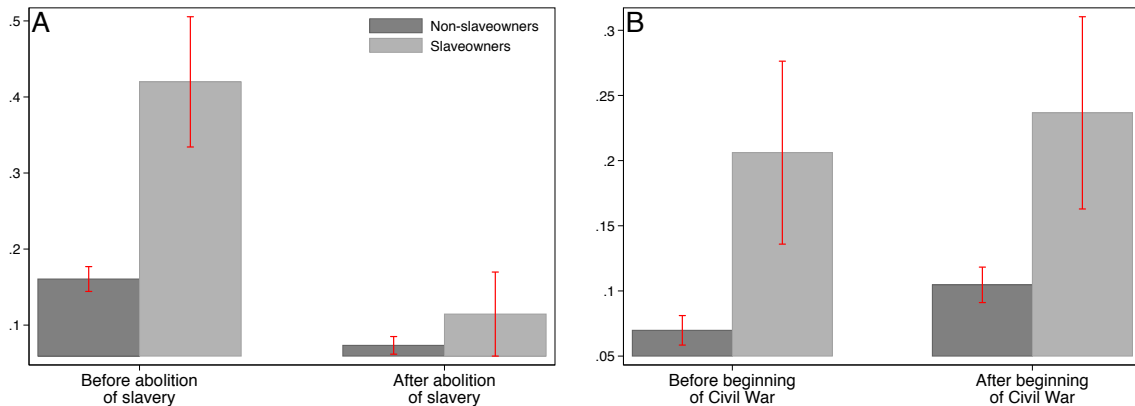 A
Non-slaveowners
Slaveowners
.5
.4
.3
.2
.1
Before abolition
of slavery
After abolition
of slavery
B
.3
.25
.2
.15
.1
.05
Before beginning
of Civil War
After beginning
of Civil War